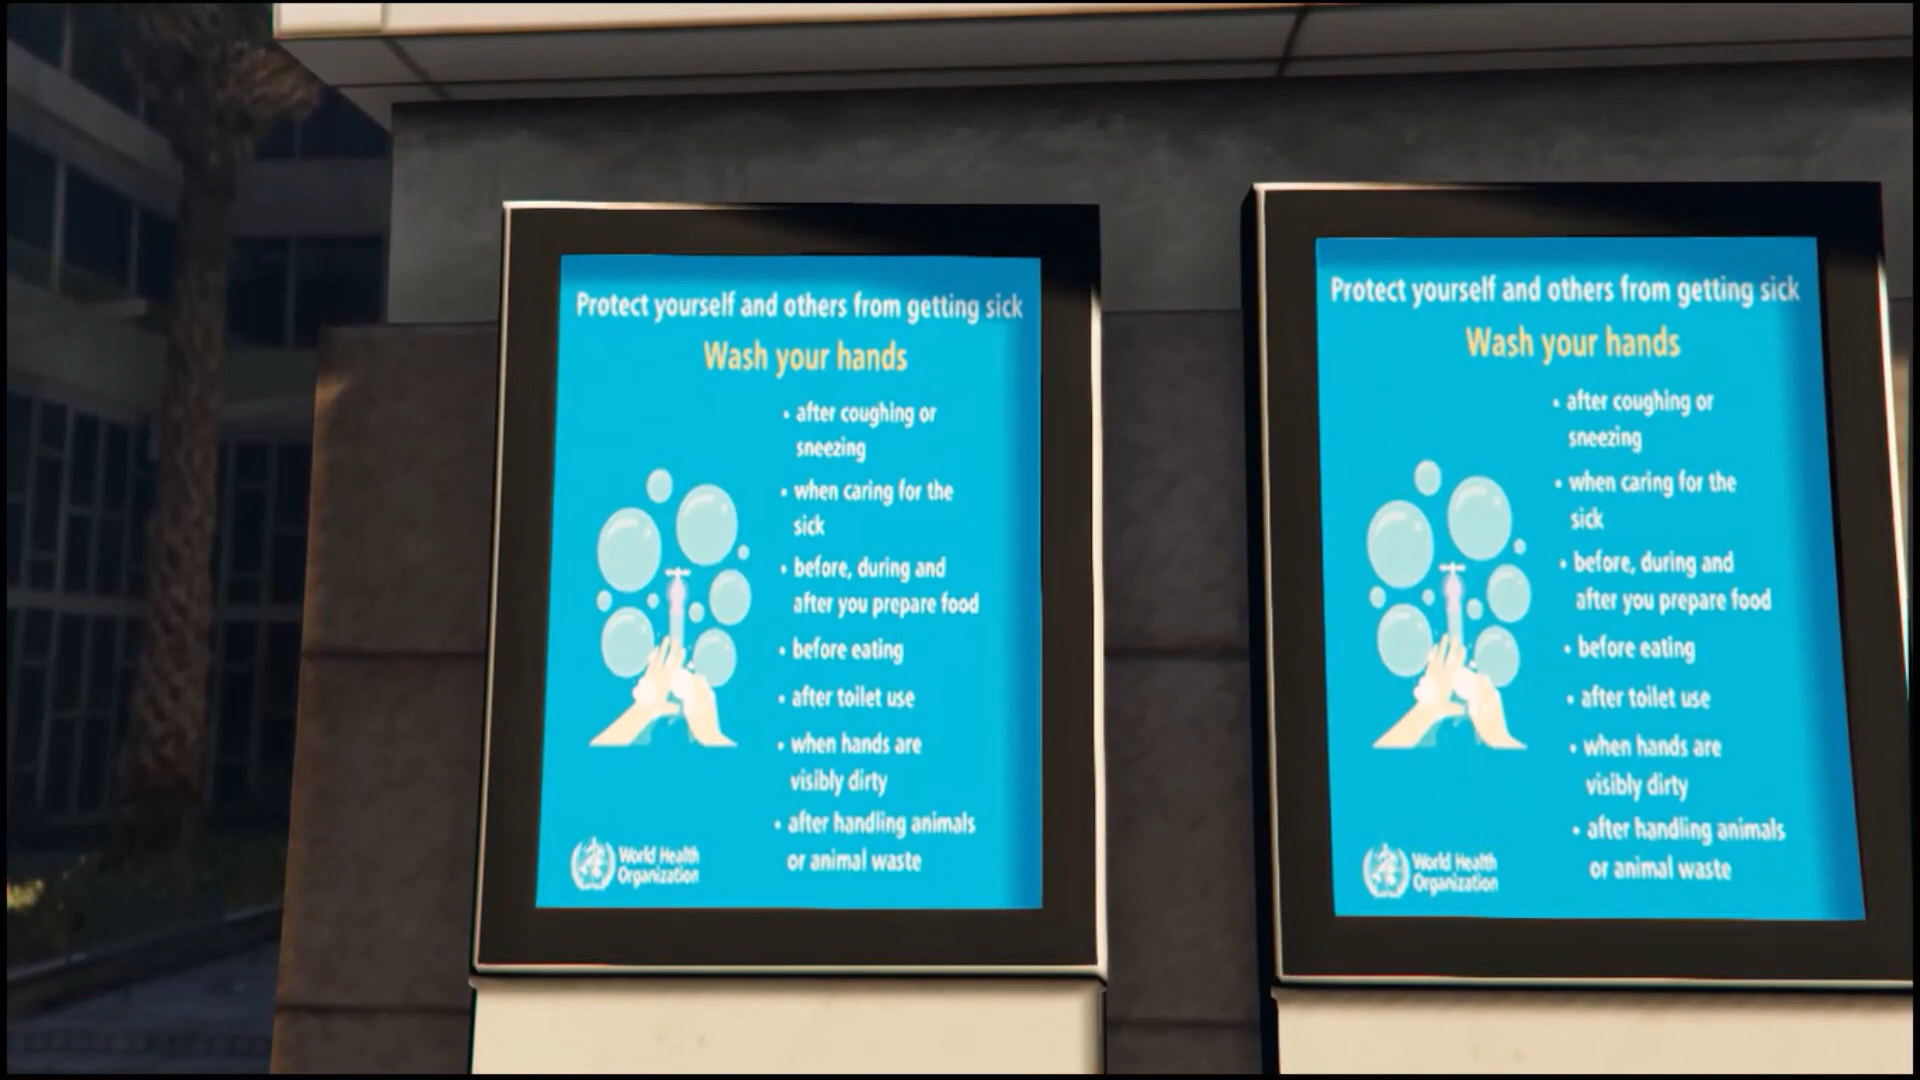 Protect yourself and others from getting sick
Wash your hands
• after coughing or
sneezing
• when caring for the
sick
• before, during and
after you prepare food
• before eating
• after toilet use
• when hands are
visibly dirty
• after handling animals
or animal waste
World Health
Organization
Protect yourself and others from getting sick
Wash your hands
• after coughing or
sneezing
• when caring for the
sick
• before, during and
after you prepare food
• before eating
• after toilet use
• when hands are
visibly dirty
• after handling animals
or animal waste
World Health
Organization